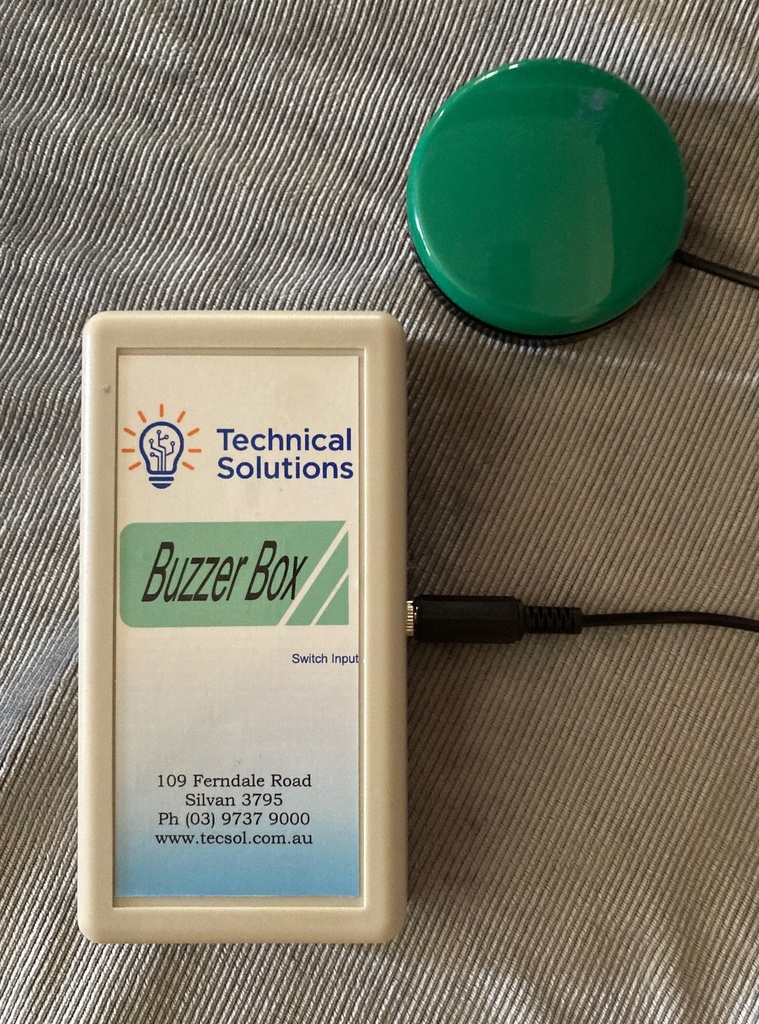 Technical
Solutions
Buzzer Box
Switch Input
109 Ferndale Road
Silvan 3795
Ph (03) 9737 9000
www.tecsol.com.au